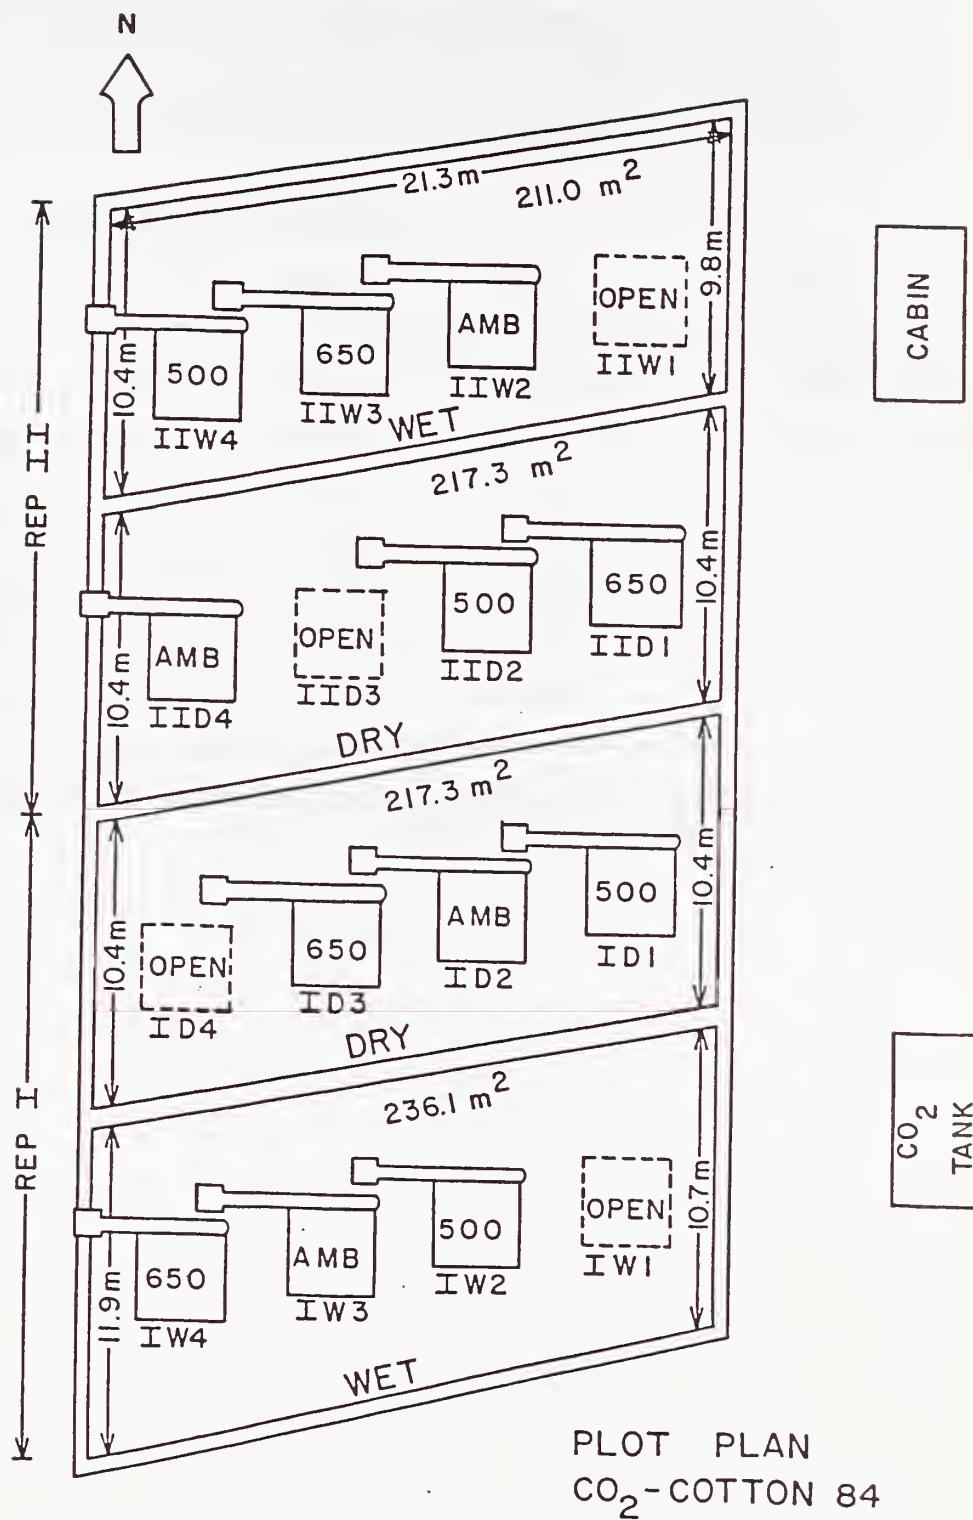 N
21.3m
211.0 m²
9.8m
OPEN
IIW1
AMB
IIW2
650
IIW3
500
IIW4
10.4m
WET
CABIN
REP II
217.3 m²
10.4m
650
IID1
500
IID2
OPEN
IID3
AMB
IID4
10.4m
DRY
217.3 m²
10.4m
500
ID1
AMB
ID2
650
ID3
OPEN
ID4
10.4m
DRY
REP I
236.1 m²
10.7m
OPEN
IW1
500
IW2
AMB
IW3
650
IW4
11.9m
WET
CO₂
TANK
PLOT PLAN
CO₂-COTTON 84